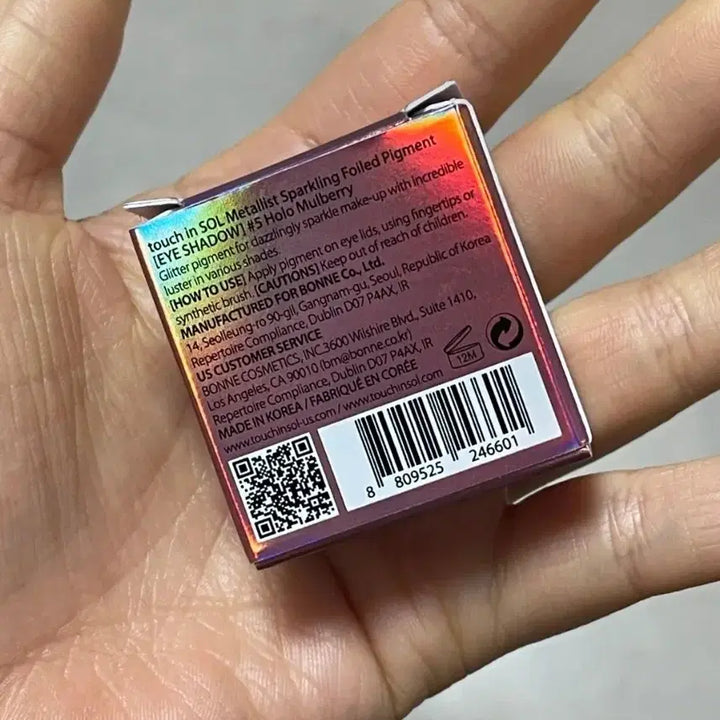 touch in SOL Metallist Sparkling Foiled Pigment
[EYE SHADOW] #5 Holo Mulberry
Glitter pigment for dazzlingly sparkle make-up with incredible
luster in various shades.
[HOW TO USE] Apply pigment on eye lids, using fingertips or
synthetic brush. [CAUTIONS] Keep out of reach of children.
MANUFACTURED FOR BONNE Co., Ltd.
14, Seolleung-ro 90-gil, Gangnam-gu, Seoul, Republic of Korea
Repertoire Compliance, Dublin D07 P4AX, IR
US CUSTOMER SERVICE
BONNE COSMETICS, INC.3600 Wilshire Blvd., Suite 1410,
Los Angeles, CA 90010 (bm@bonne.co.kr)
Repertoire Compliance, Dublin D07 P4AX, IR
MADE IN KOREA / FABRIQUÉ EN CORÉE
www.touchinsol-us.com / www.touchinsol.com
12M
8 809525 246601